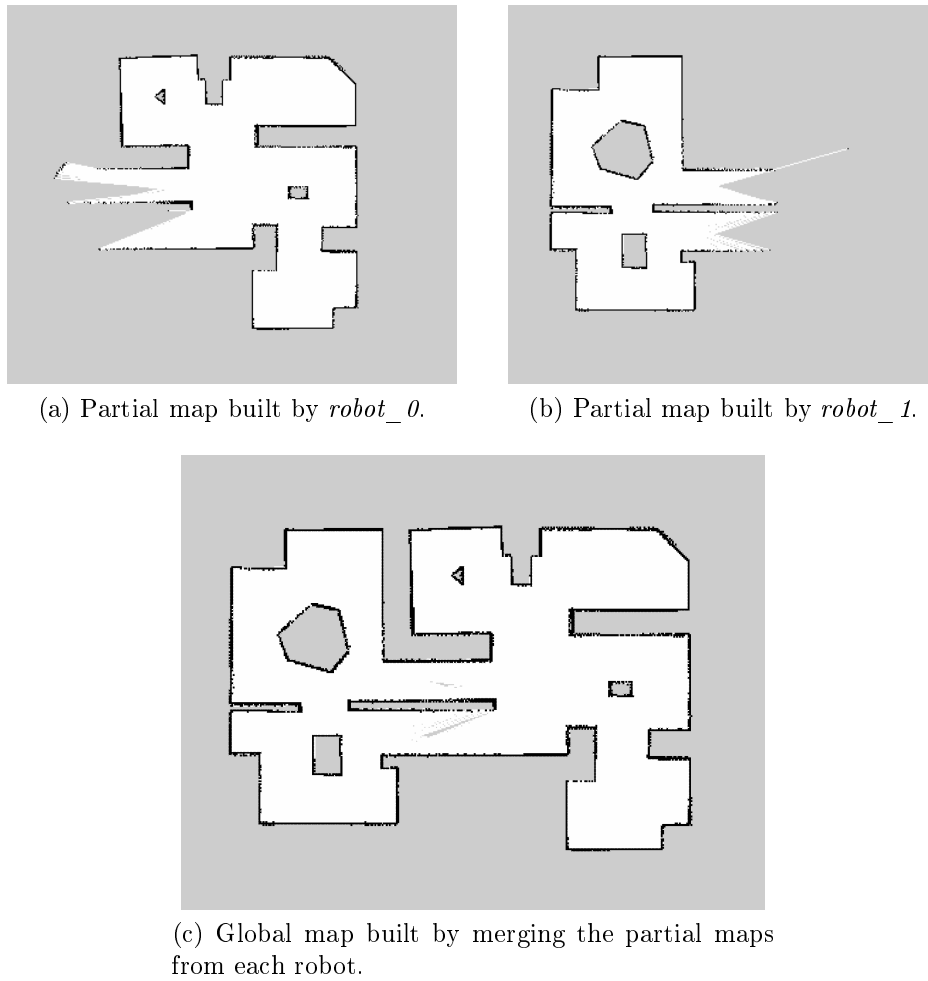 (a) Partial map built by robot_0.
(b) Partial map built by robot_1.
(c) Global map built by merging the partial maps
from each robot.